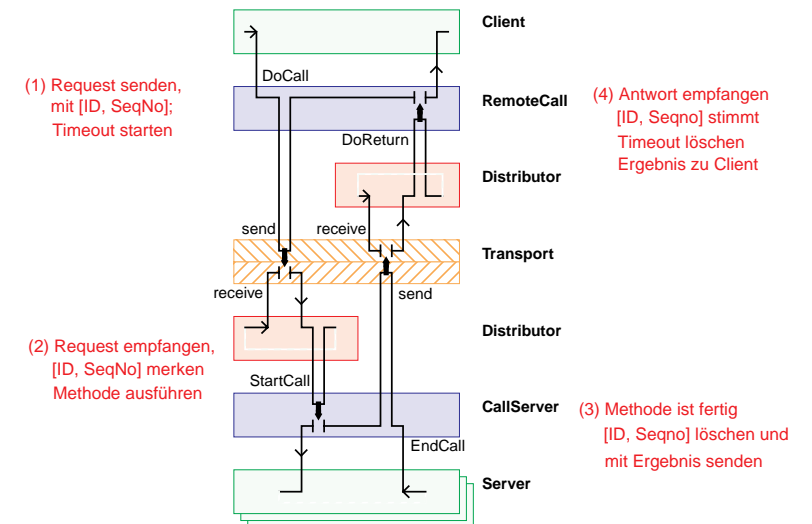 Client
(1) Request senden,
mit [ID, SeqNo];
Timeout starten
DoCall
RemoteCall
(4) Antwort empfangen
[ID, Seqno] stimmt
Timeout löschen
Ergebnis zu Client
DoReturn
Distributor
send
receive
Transport
receive
send
Distributor
(2) Request empfangen,
[ID, SeqNo] merken
Methode ausführen
StartCall
CallServer
(3) Methode ist fertig
[ID, Seqno] löschen und
mit Ergebnis senden
EndCall
Server